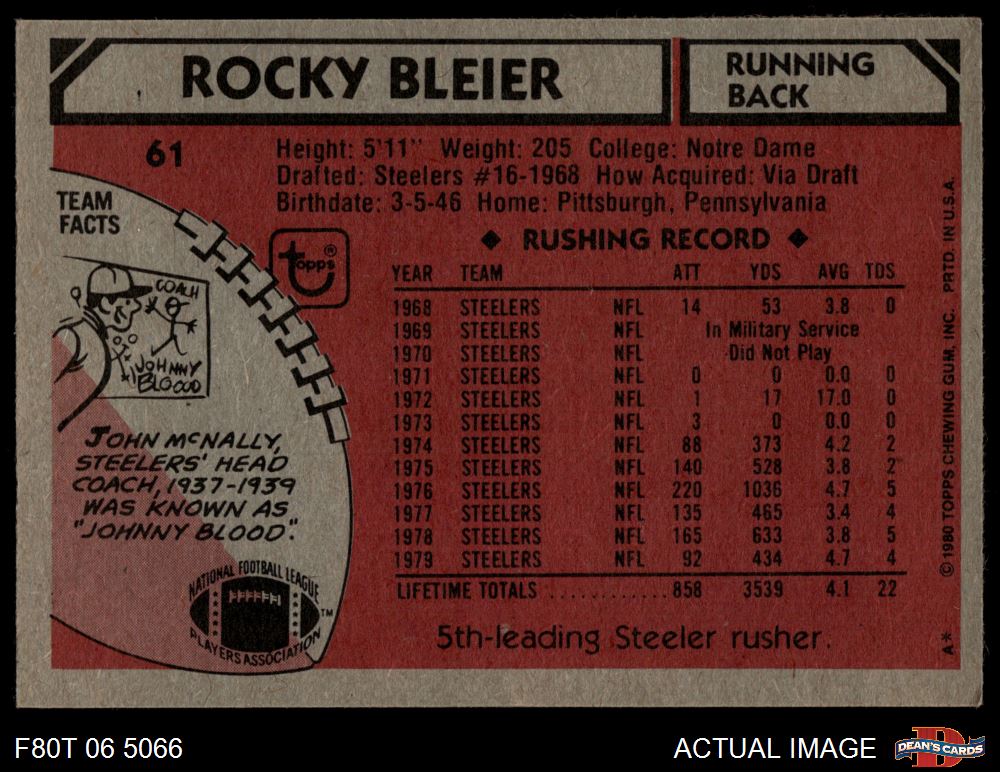 ROCKY BLEIER
RUNNING
BACK
61
Height: 5'11" Weight: 205 College: Notre Dame
Drafted: Steelers #16-1968 How Acquired: Via Draft
Birthdate: 3-5-46 Home: Pittsburgh, Pennsylvania
TEAM
FACTS
topps®
COACH
JOHNNY
BLOOOD
JOHN McNALLY,
STEELERS' HEAD
COACH, 1937-1939
WAS KNOWN AS
"JOHNNY BLOOD".
NATIONAL FOOTBALL LEAGUE
PLAYERS ASSOCIATION
TM
◆ RUSHING RECORD ◆
YEAR TEAM ATT YDS AVG TDS
1968 STEELERS NFL 14 53 3.8 0
1969 STEELERS NFL In Military Service
1970 STEELERS NFL Did Not Play
1971 STEELERS NFL 0 0 0.0 0
1972 STEELERS NFL 1 17 17.0 0
1973 STEELERS NFL 3 0 0.0 0
1974 STEELERS NFL 88 373 4.2 2
1975 STEELERS NFL 140 528 3.8 2
1976 STEELERS NFL 220 1036 4.7 5
1977 STEELERS NFL 135 465 3.4 4
1978 STEELERS NFL 165 633 3.8 5
1979 STEELERS NFL 92 434 4.7 4
LIFETIME TOTALS ............ 858 3539 4.1 22
5th-leading Steeler rusher.
A* © 1980 TOPPS CHEWING GUM, INC. PRTD. IN U.S.A.
F80T 06 5066
ACTUAL IMAGE
D
DEAN'S CARDS